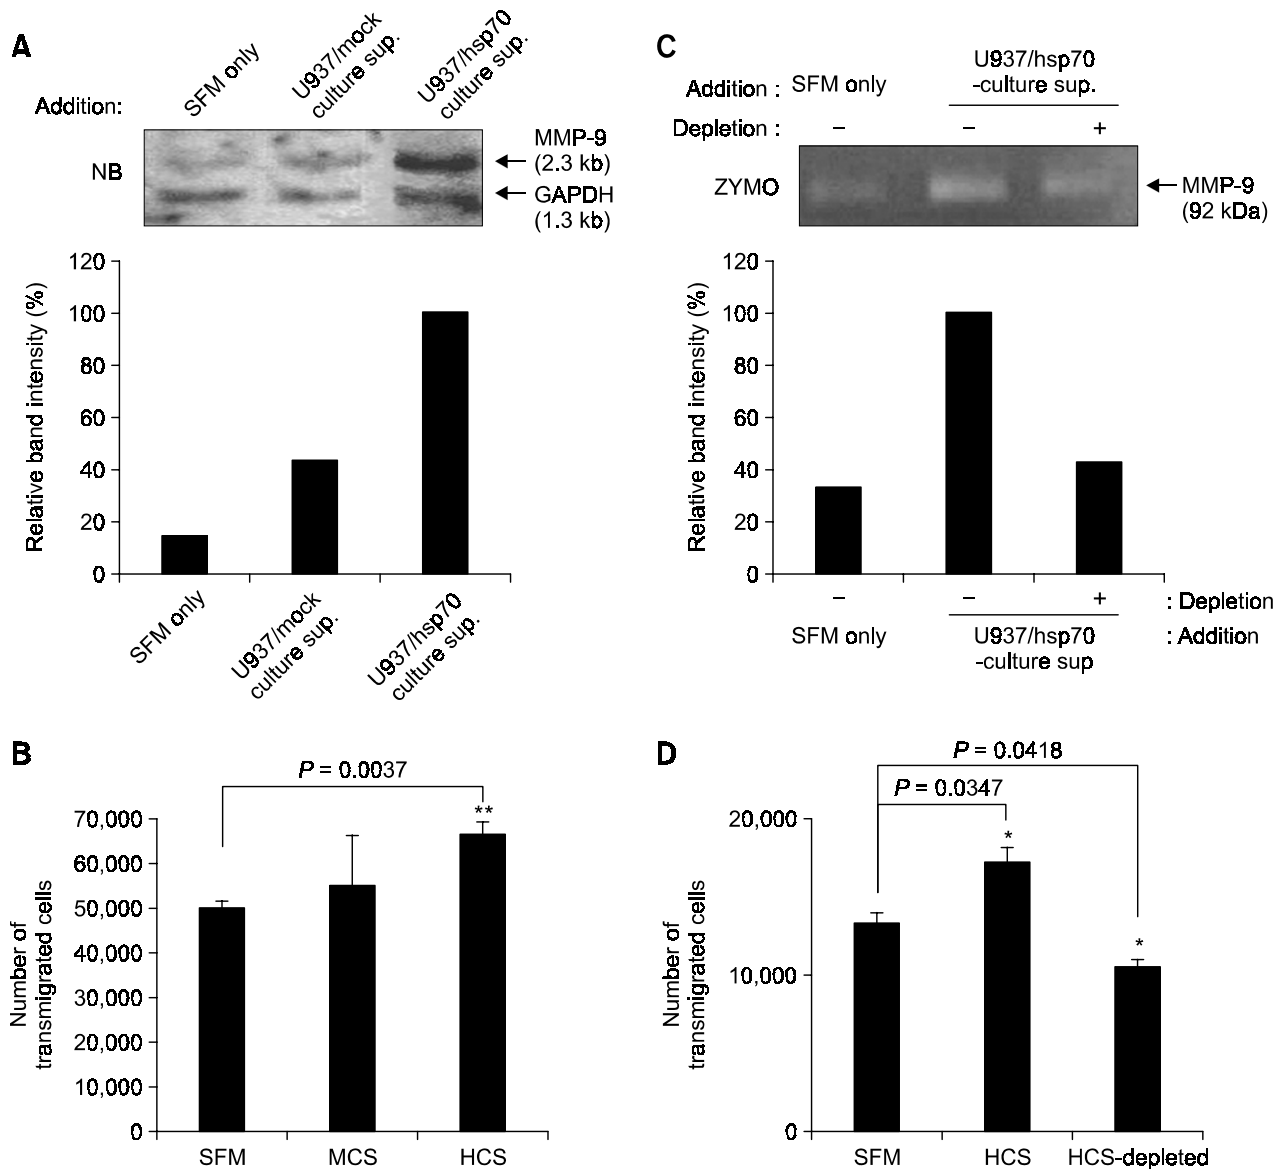 A
Addition:
SFM only
U937/mock
culture sup.
U937/hsp70
culture sup.
NB
MMP-9
(2.3 kb)
GAPDH
(1.3 kb)
Relative band intensity (%)
120
100
80
60
40
20
0
SFM only
U937/mock
culture sup.
U937/hsp70
culture sup.
C
Addition :
SFM only
U937/hsp70
-culture sup.
Depletion :
–
–
+
ZYMO
MMP-9
(92 kDa)
Relative band intensity (%)
120
100
80
60
40
20
0
–
–
+
: Depletion
SFM only
U937/hsp70
-culture sup
: Addition
B
P = 0.0037
**
Number of
transmigrated cells
70,000
60,000
50,000
40,000
30,000
20,000
10,000
0
SFM
MCS
HCS
D
P = 0.0418
P = 0.0347
*
*
Number of
transmigrated cells
20,000
10,000
0
SFM
HCS
HCS-depleted